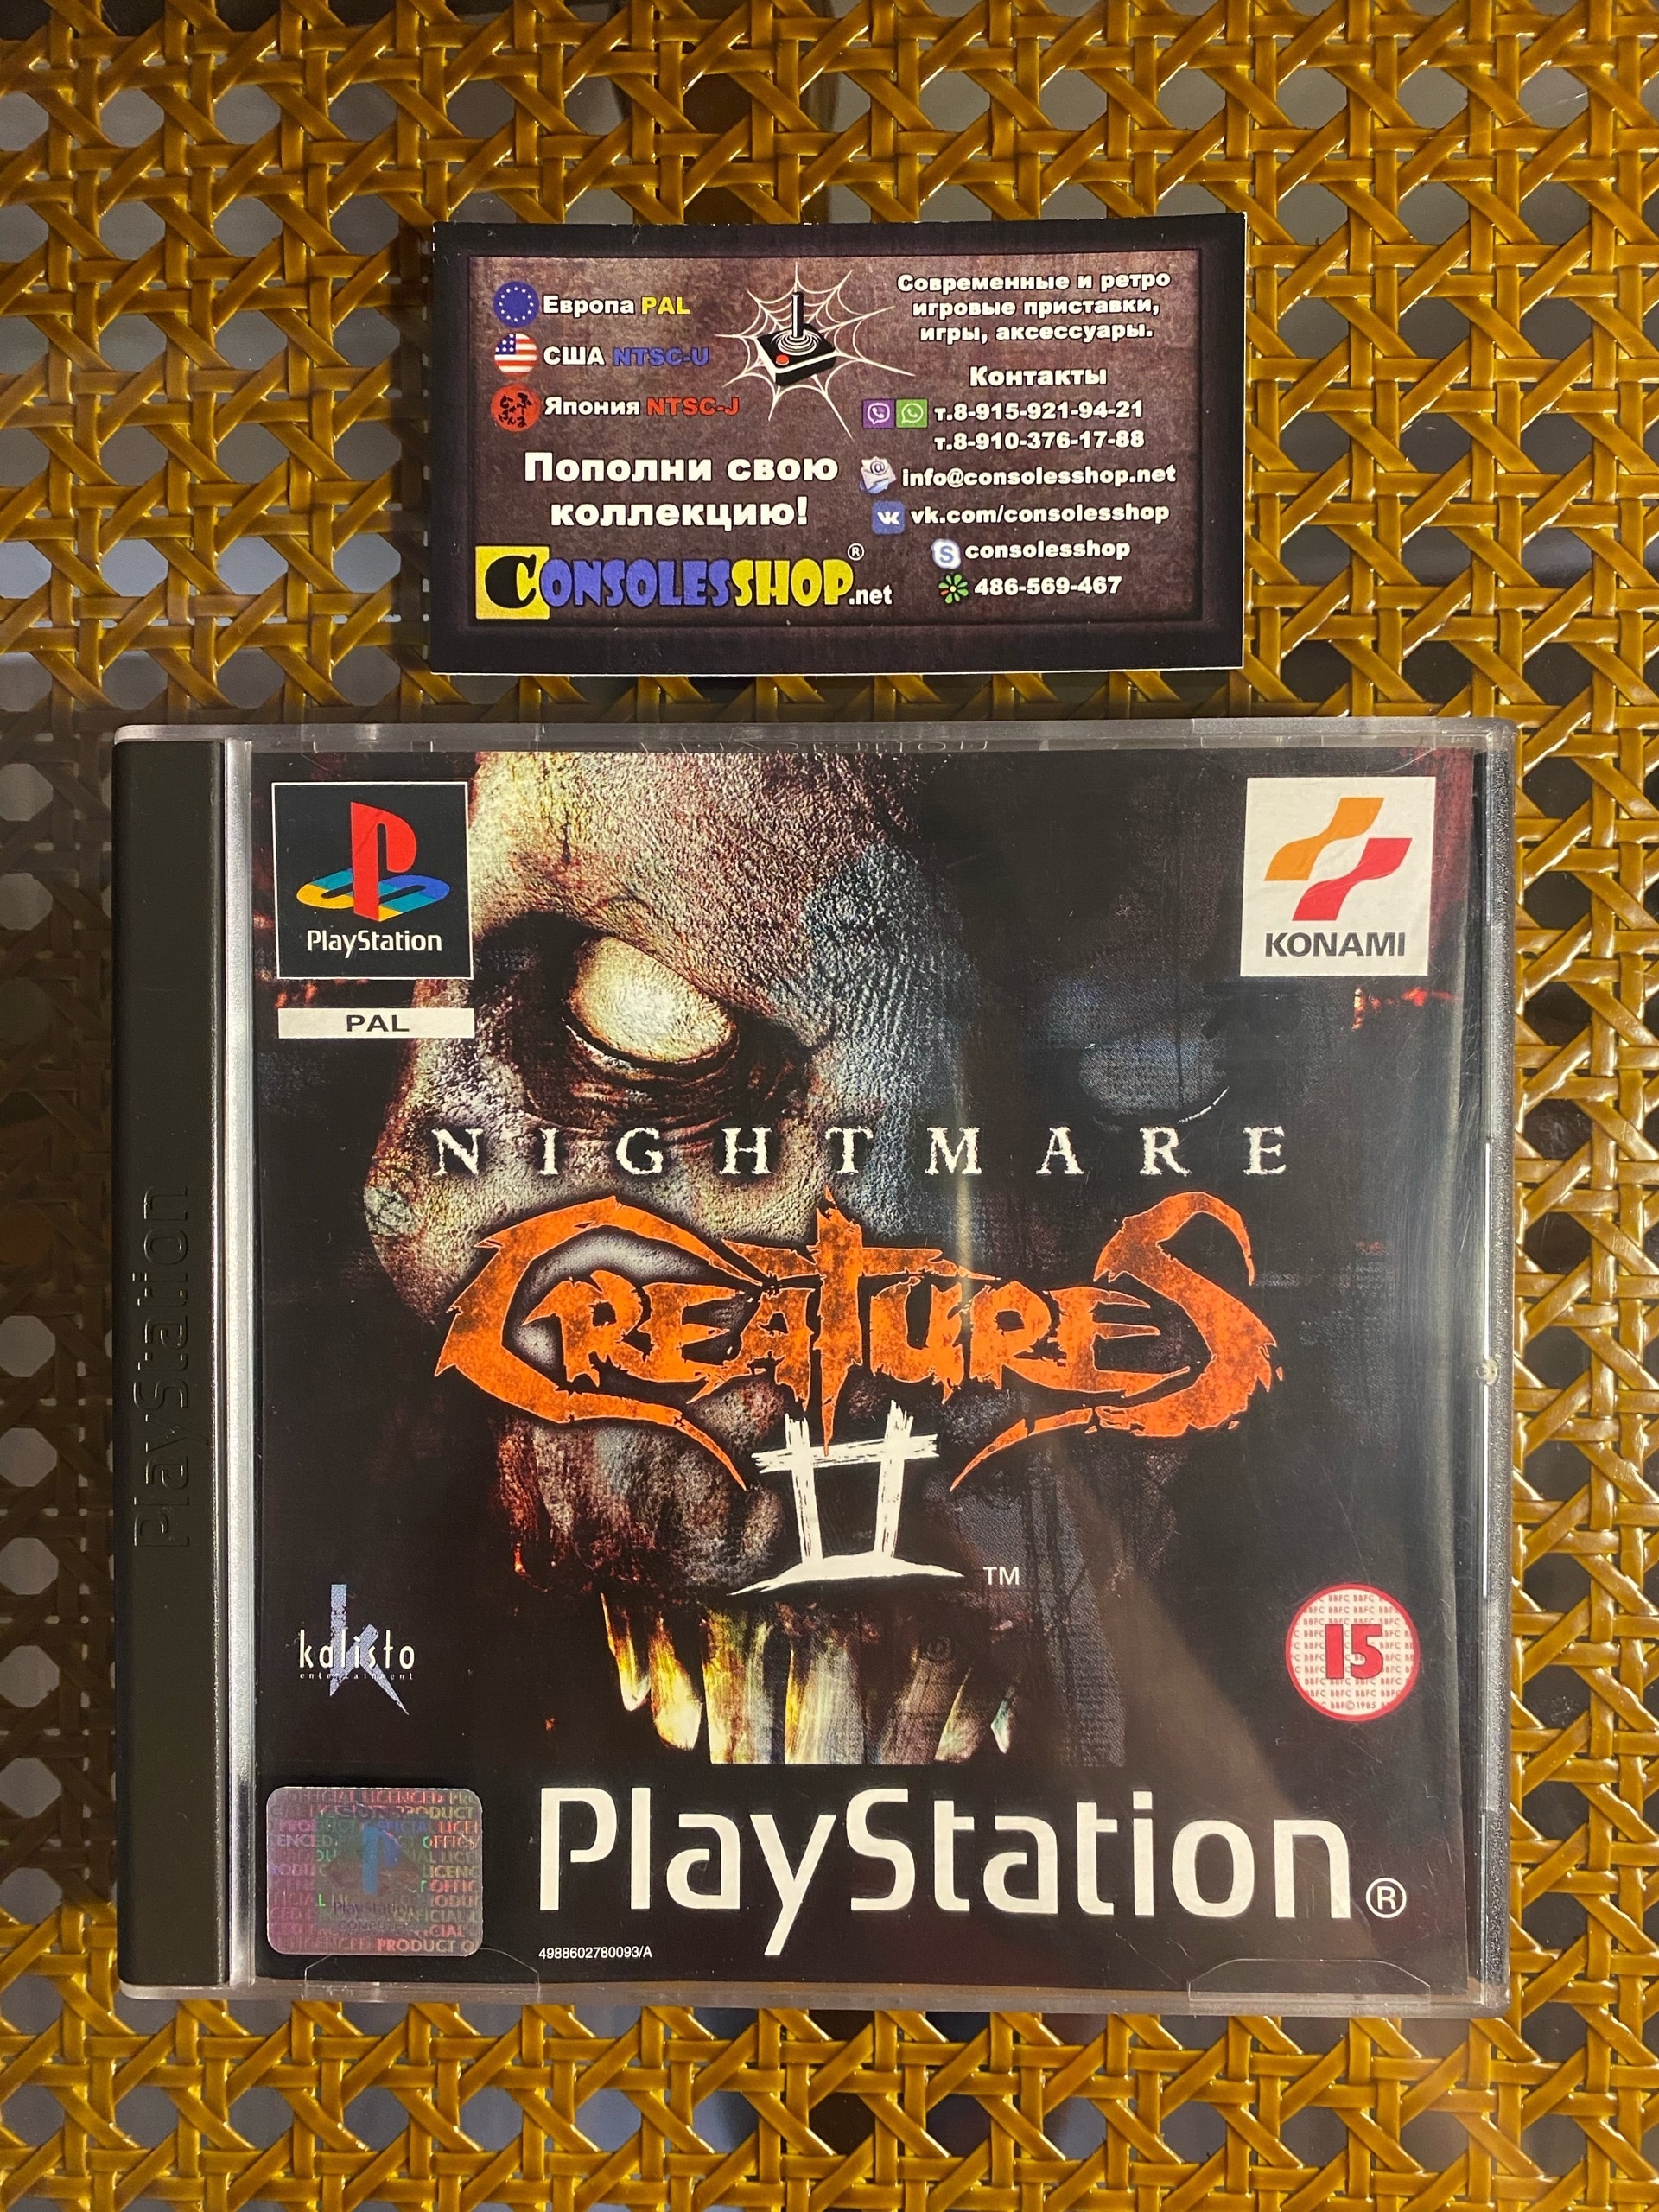 Европа PAL
США NTSC-U
Япония NTSC-J
Пополни свою
коллекцию!
CONSOLESSHOP.net
®
Современные и ретро
игровые приставки,
игры, аксессуары.
Контакты
т.8-915-921-94-21
т.8-910-376-17-88
info@consolesshop.net
vk.com/consolesshop
consolesshop
486-569-467
PlayStation
PlayStation
PAL
KONAMI
NIGHTMARE
CREATURES
II
TM
kalisto
entertainment
15
PlayStation®
4988602780093/A